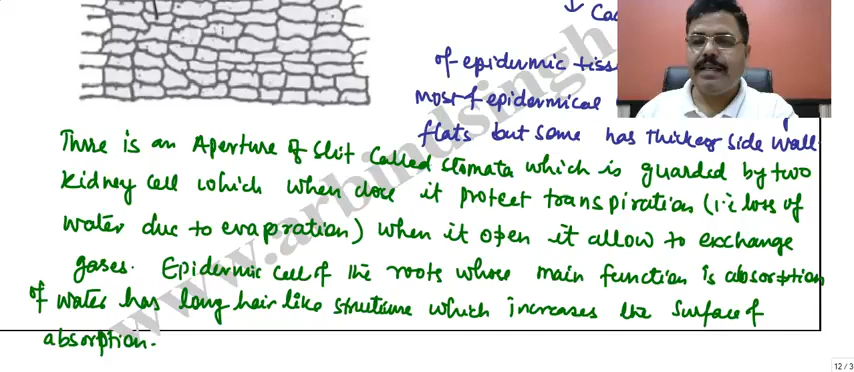 of epidermic tiss
most of epidermical
flats but some has thicker side wall.
There is an Aperture of slit called stomata which is guarded by two
kidney cell which when close it protect transpiration (i.e loss of
water due to evapration) when it open it allow to exchange
gases. Epidermic cell of the roots whose main function is absorption
of water has long hair like structure which increases the surface of
absorption.
www.arbindsingh
12 / 3